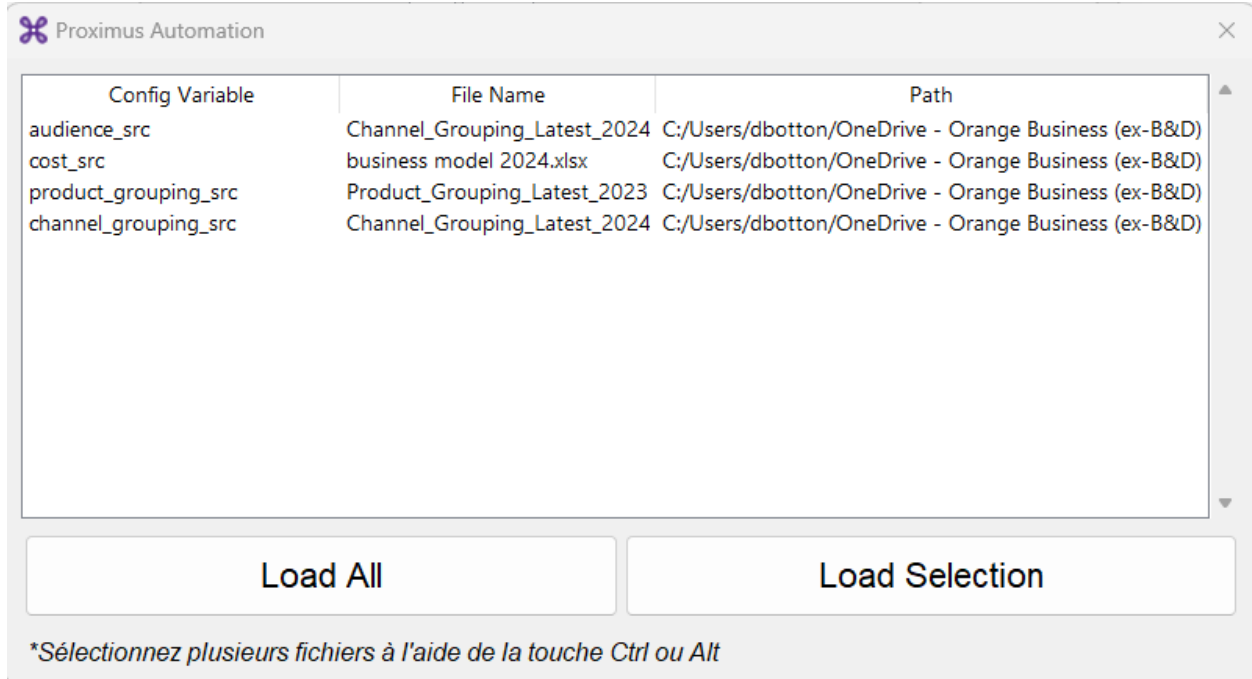 Proximus Automation
Config Variable File Name Path
audience_src Channel_Grouping_Latest_2024 C:/Users/dbotton/OneDrive - Orange Business (ex-B&D)
cost_src business model 2024.xlsx C:/Users/dbotton/OneDrive - Orange Business (ex-B&D)
product_grouping_src Product_Grouping_Latest_2023 C:/Users/dbotton/OneDrive - Orange Business (ex-B&D)
channel_grouping_src Channel_Grouping_Latest_2024 C:/Users/dbotton/OneDrive - Orange Business (ex-B&D)
Load All Load Selection
*Sélectionnez plusieurs fichiers à l'aide de la touche Ctrl ou Alt